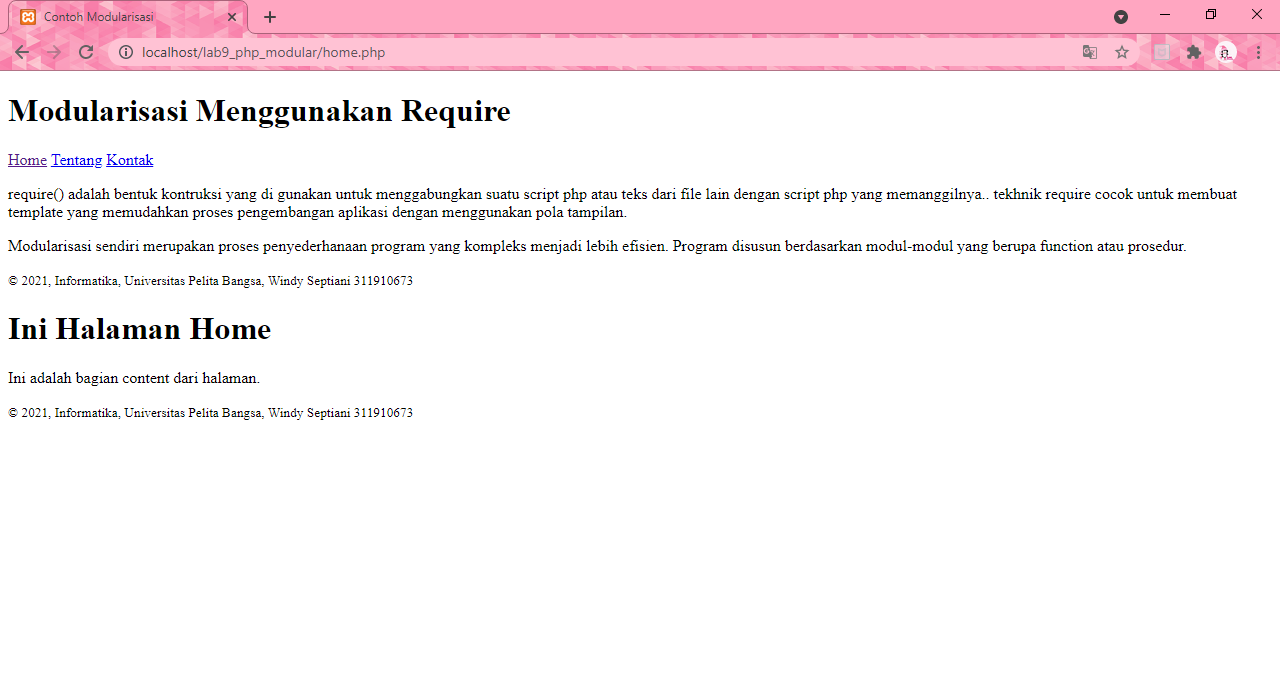 Contoh Modularisasi
localhost/lab9_php_modular/home.php
Modularisasi Menggunakan Require
Home Tentang Kontak
require() adalah bentuk kontruksi yang di gunakan untuk menggabungkan suatu script php atau teks dari file lain dengan script php yang memanggilnya.. tekhnik require cocok untuk membuat
template yang memudahkan proses pengembangan aplikasi dengan menggunakan pola tampilan.
Modularisasi sendiri merupakan proses penyederhanaan program yang kompleks menjadi lebih efisien. Program disusun berdasarkan modul-modul yang berupa function atau prosedur.
© 2021, Informatika, Universitas Pelita Bangsa, Windy Septiani 311910673
Ini Halaman Home
Ini adalah bagian content dari halaman.
© 2021, Informatika, Universitas Pelita Bangsa, Windy Septiani 311910673